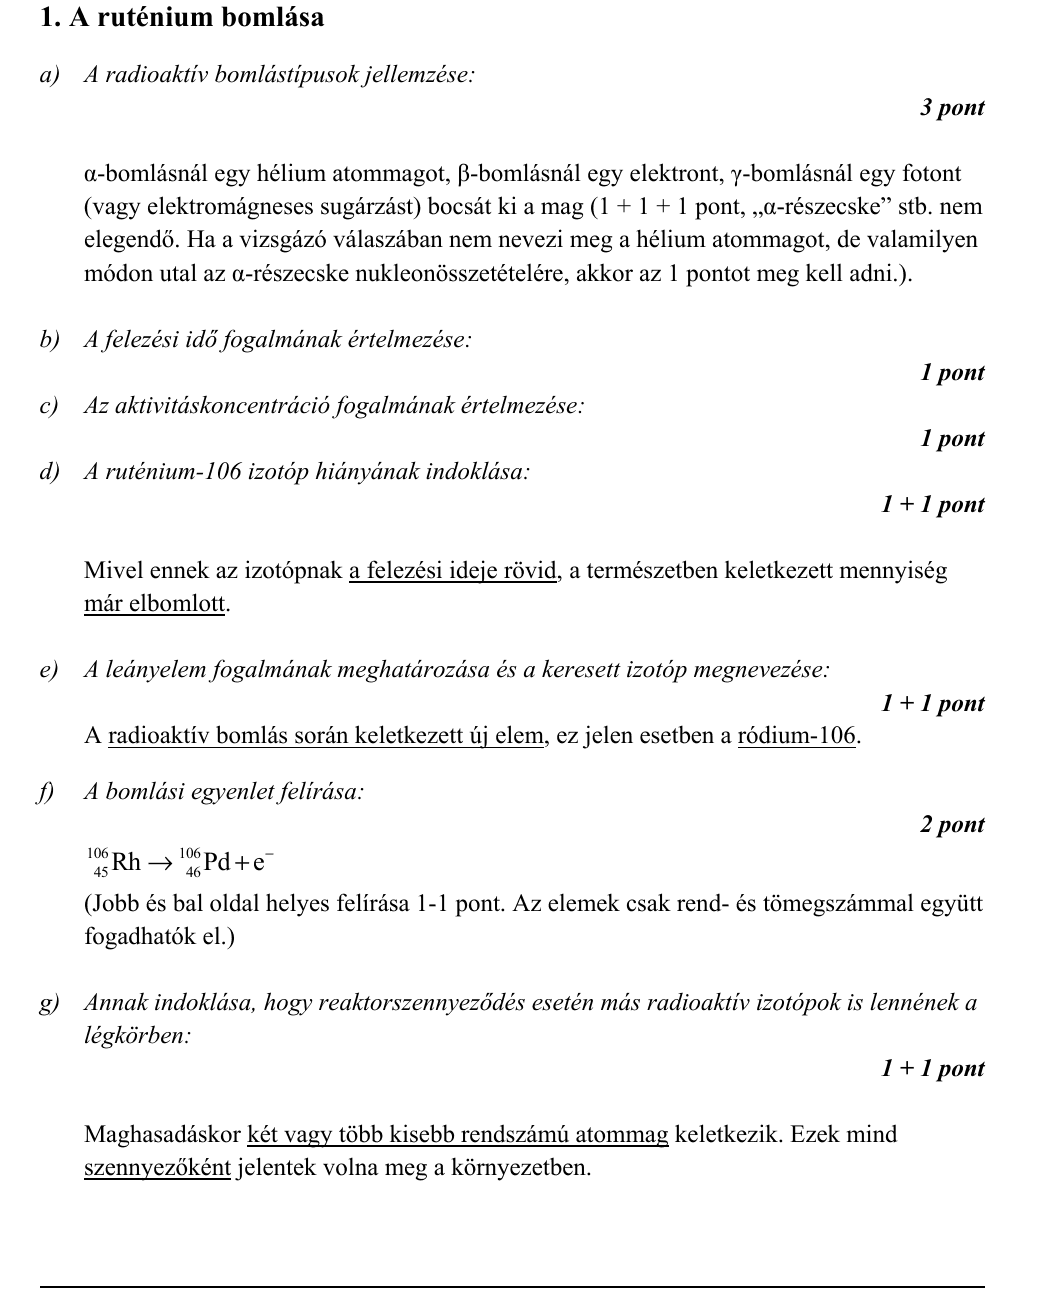 1. A ruténium bomlása
a) A radioaktív bomlástípusok jellemzése:
3 pont
α-bomlásnál egy hélium atommagot, β-bomlásnál egy elektront, γ-bomlásnál egy fotont
(vagy elektromágneses sugárzást) bocsát ki a mag (1 + 1 + 1 pont, „α-részecske” stb. nem
elegendő. Ha a vizsgázó válaszában nem nevezi meg a hélium atommagot, de valamilyen
módon utal az α-részecske nukleonösszetételére, akkor az 1 pontot meg kell adni.).
b) A felezési idő fogalmának értelmezése:
1 pont
c) Az aktivitáskoncentráció fogalmának értelmezése:
1 pont
d) A ruténium-106 izotóp hiányának indoklása:
1 + 1 pont
Mivel ennek az izotópnak a felezési ideje rövid, a természetben keletkezett mennyiség
már elbomlott.
e) A leányelem fogalmának meghatározása és a keresett izotóp megnevezése:
1 + 1 pont
A radioaktív bomlás során keletkezett új elem, ez jelen esetben a ródium-106.
f) A bomlási egyenlet felírása:
2 pont
¹⁰⁶₄₅Rh → ¹⁰⁶₄₆Pd + e⁻
(Jobb és bal oldal helyes felírása 1-1 pont. Az elemek csak rend- és tömegszámmal együtt
fogadhatók el.)
g) Annak indoklása, hogy reaktorszennyeződés esetén más radioaktív izotópok is lennének a
légkörben:
1 + 1 pont
Maghasadáskor két vagy több kisebb rendszámú atommag keletkezik. Ezek mind
szennyezőként jelentek volna meg a környezetben.